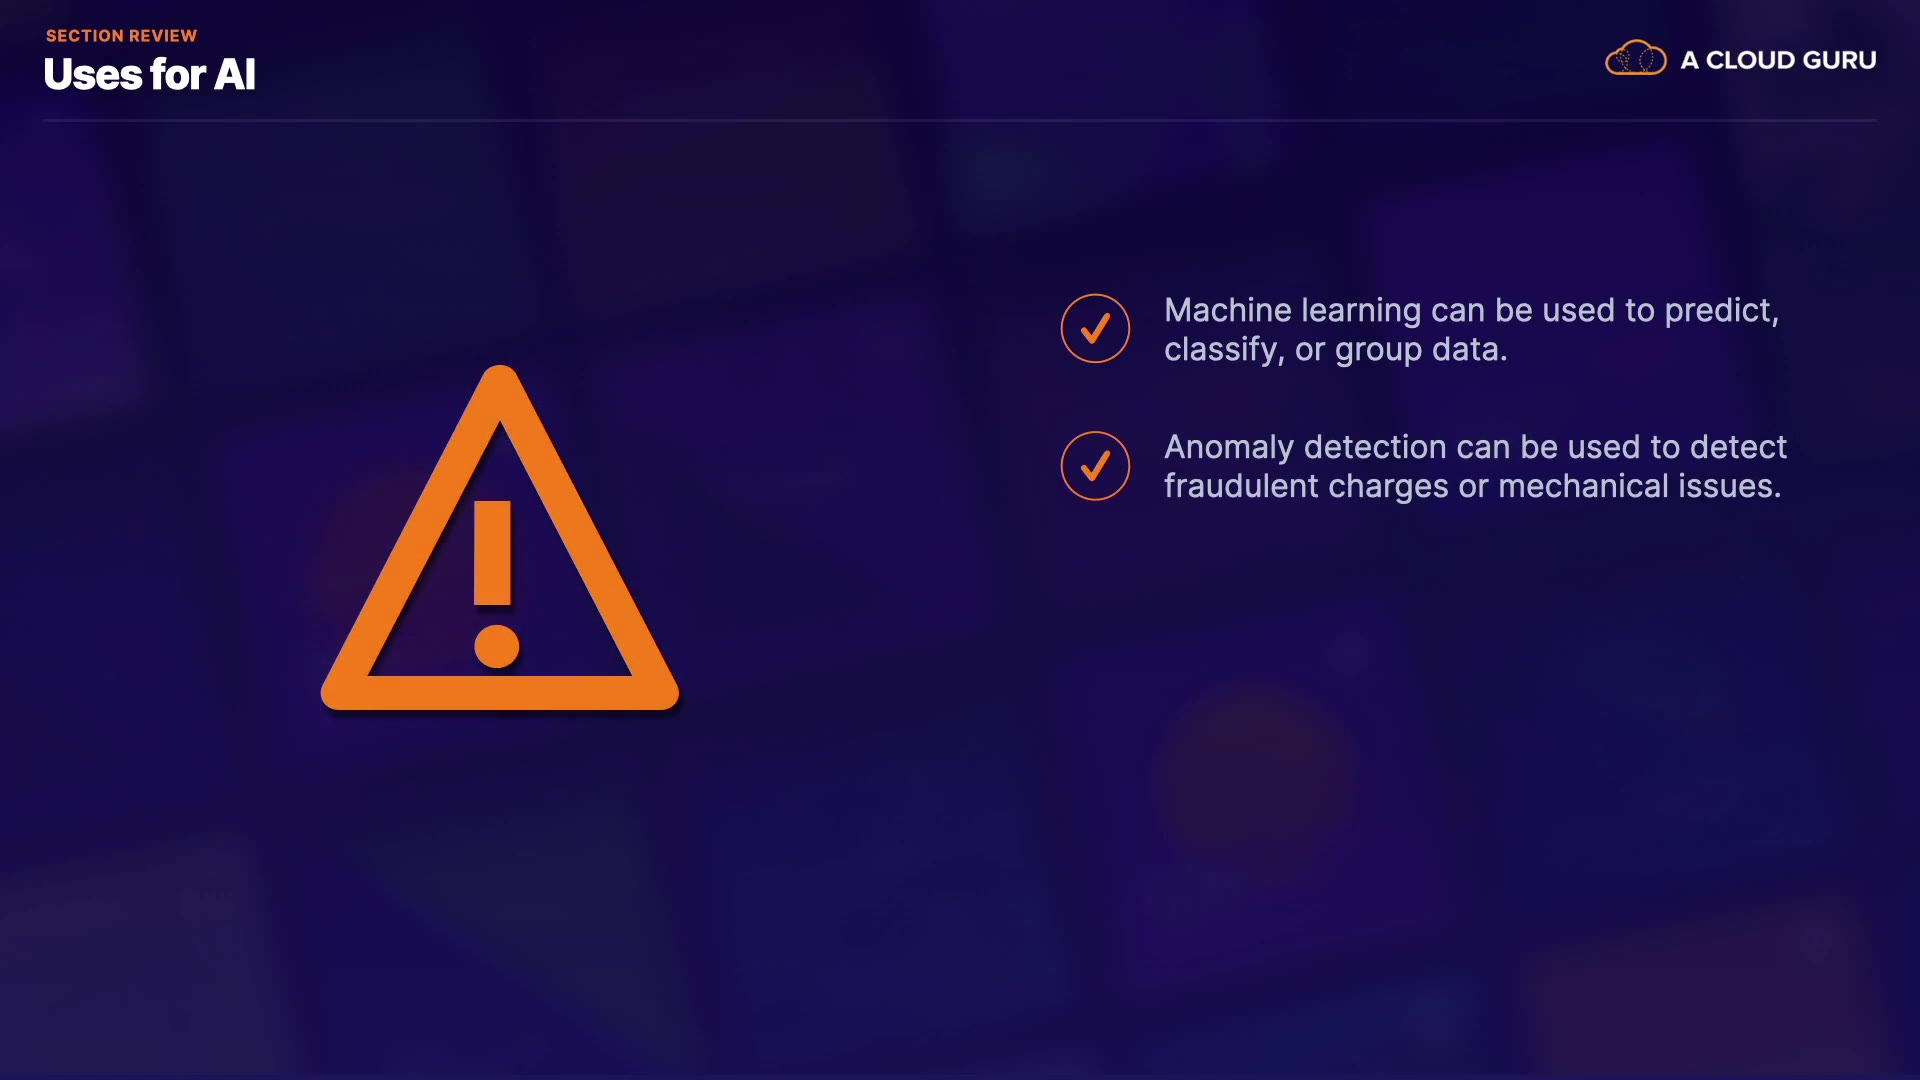 SECTION REVIEW
Uses for AI
A CLOUD GURU
Machine learning can be used to predict,
classify, or group data.
Anomaly detection can be used to detect
fraudulent charges or mechanical issues.